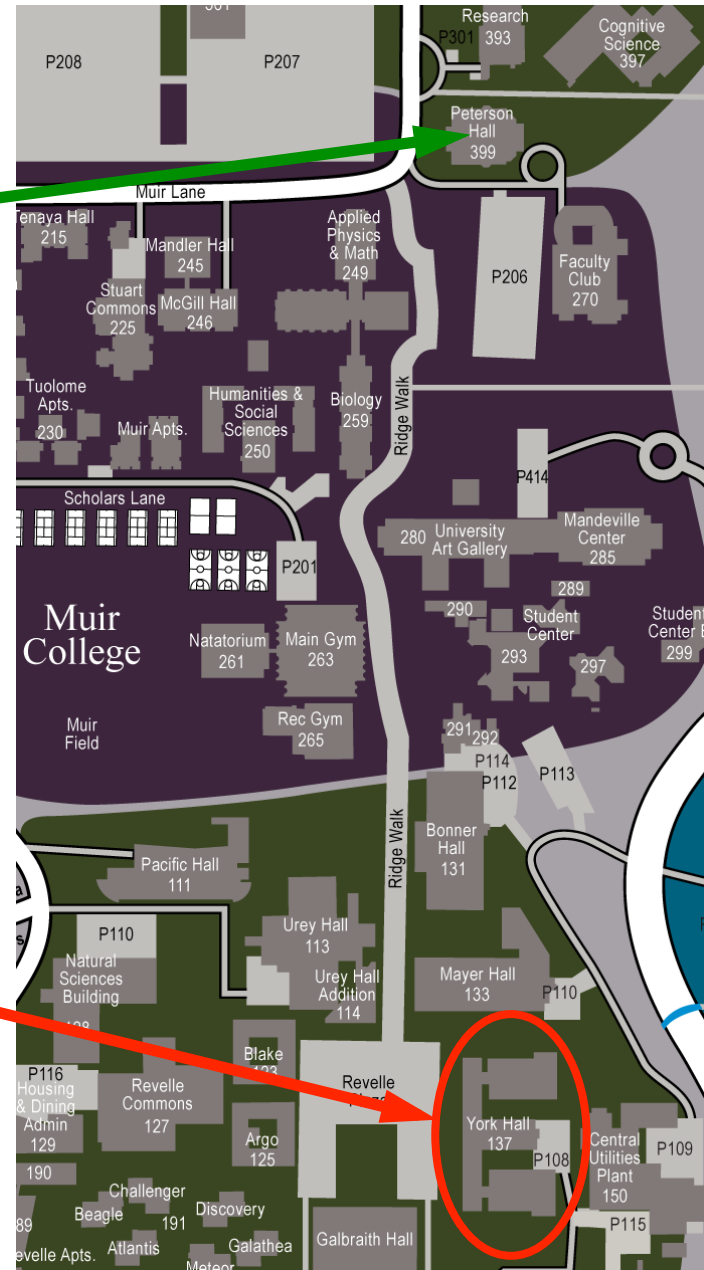 301
P208
P207
Research
393
P301
Cognitive
Science
397
Peterson
Hall
399
Muir Lane
Tenaya Hall
215
Mandler Hall
245
Applied
Physics
& Math
249
P206
Faculty
Club
270
Stuart
Commons
225
McGill Hall
246
Tuolome
Apts.
230
Muir Apts.
Humanities &
Social
Sciences
250
Biology
259
Ridge Walk
P414
Scholars Lane
280
University
Art Gallery
Mandeville
Center
285
P201
289
Muir
College
290
Student
Center
293
297
Student
Center
299
Natatorium
261
Main Gym
263
Rec Gym
265
Muir
Field
291
292
P114
P112
P113
Bonner
Hall
131
Ridge Walk
Pacific Hall
111
P110
Urey Hall
113
Natural
Sciences
Building
Urey Hall
Addition
114
Mayer Hall
133
P110
Blake
P116
Housing
& Dining
Admin
129
Revelle
Commons
127
Revelle
Argo
125
York Hall
137
P108
Central
Utilities
Plant
150
P109
190
Challenger
Beagle
191
Discovery
89
evelle Apts.
Atlantis
Galathea
Meteor
Galbraith Hall
P115